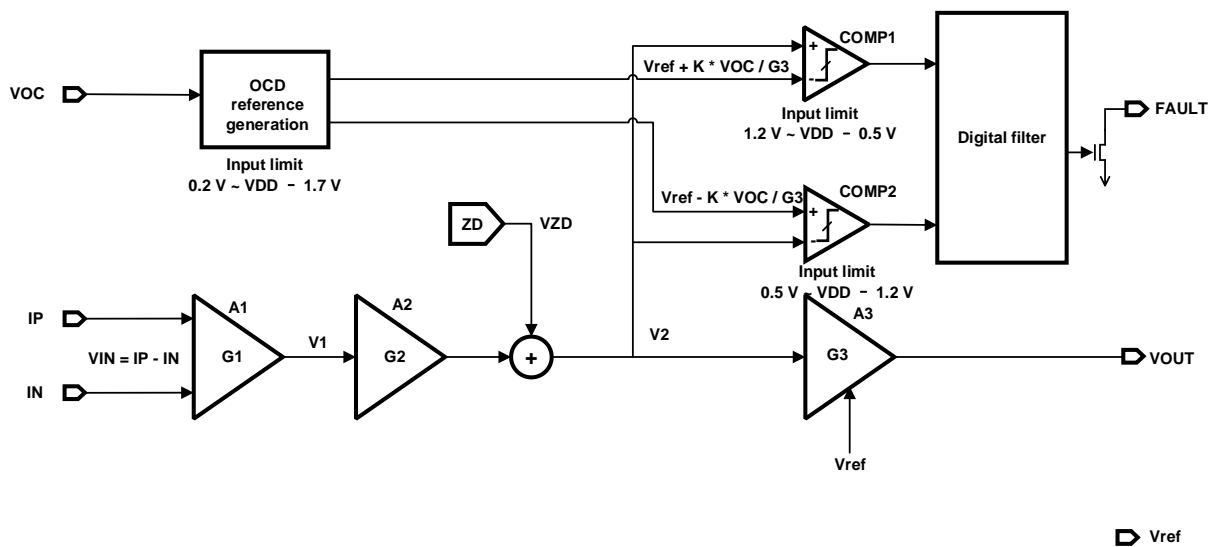 COMP1
+
-
Vref + K * VOC / G3
VOC
OCD
reference
generation
Input limit
1.2 V ~ VDD － 0.5 V
FAULT
Digital filter
Input limit
0.2 V ~ VDD － 1.7 V
COMP2
Vref - K * VOC / G3
+
-
ZD
VZD
Input limit
0.5 V ~ VDD － 1.2 V
A1
A2
A3
IP
VIN = IP - IN
IN
G1
V1
G2
+
V2
G3
VOUT
Vref
Vref